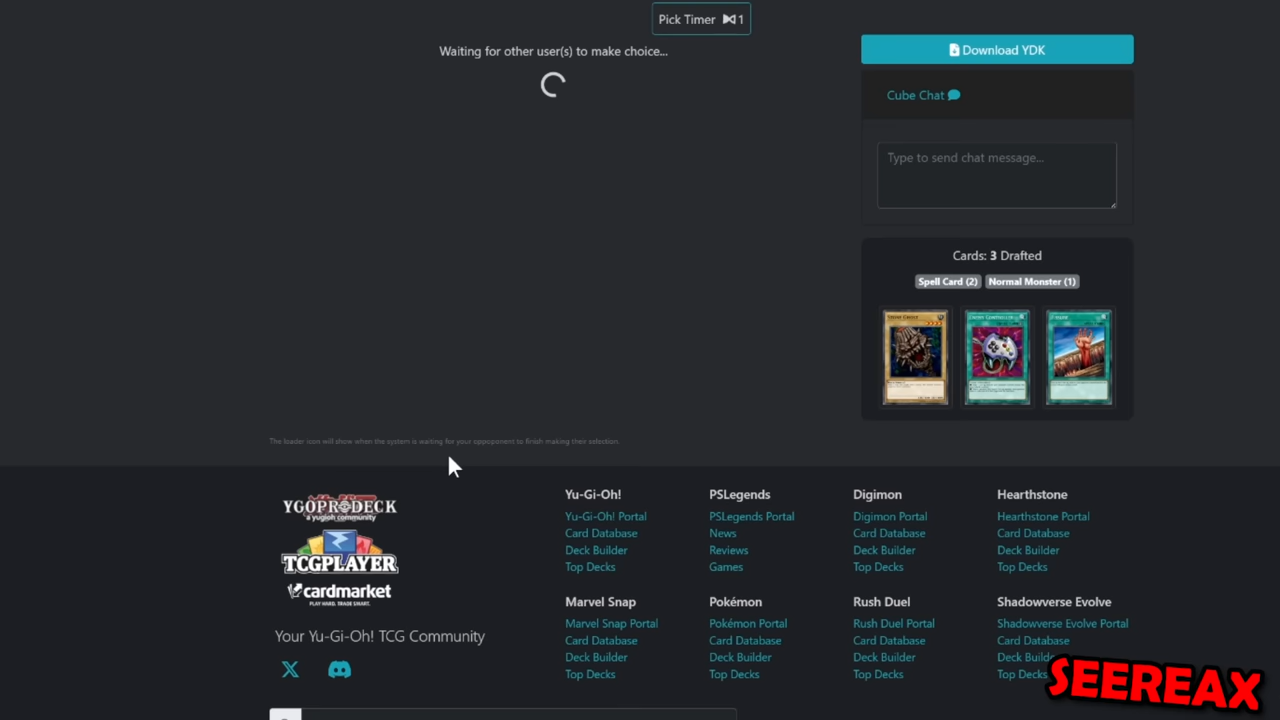 Pick Timer 1
Waiting for other user(s) to make choice...
Download YDK
Cube Chat
Type to send chat message...
Cards: 3 Drafted
Spell Card (2) Normal Monster (1)
The loader icon will show when the system is waiting for your oppoponent to finish making their selection.
YGOPRODECK
a yugioh community
TCGPLAYER
cardmarket
PLAY HARD. TRADE SMART.
Your Yu-Gi-Oh! TCG Community
Yu-Gi-Oh!
Yu-Gi-Oh! Portal
Card Database
Deck Builder
Top Decks
PSLegends
PSLegends Portal
News
Reviews
Games
Digimon
Digimon Portal
Card Database
Deck Builder
Top Decks
Hearthstone
Hearthstone Portal
Card Database
Deck Builder
Top Decks
Marvel Snap
Marvel Snap Portal
Card Database
Deck Builder
Top Decks
Pokémon
Pokémon Portal
Card Database
Deck Builder
Top Decks
Rush Duel
Rush Duel Portal
Card Database
Deck Builder
Top Decks
Shadowverse Evolve
Shadowverse Evolve Portal
Card Database
Deck
Top
SEEREAX